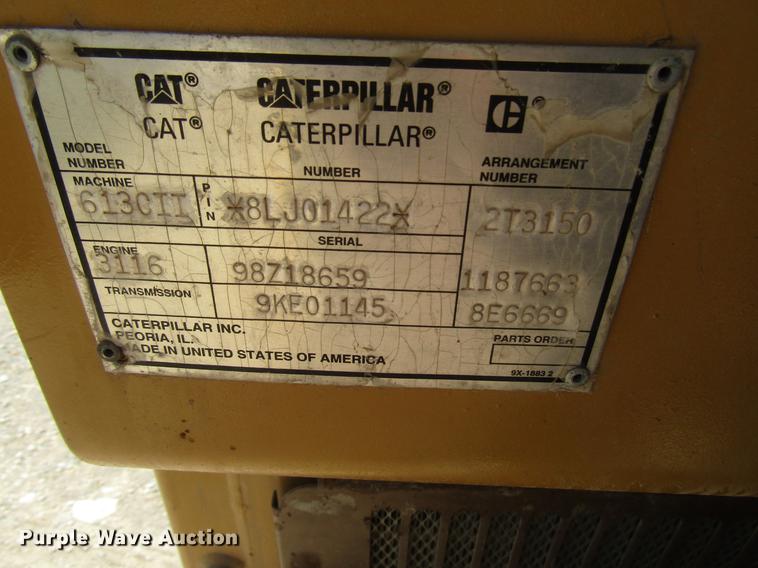 CAT® CATERPILLAR® ®
CAT® CATERPILLAR®
MODEL NUMBER NUMBER ARRANGEMENT NUMBER
MACHINE
613CII PIN *8LJ01422* 2T3150
SERIAL
ENGINE
3116 98Z18659 1187663
TRANSMISSION 9KE01145 8E6669
CATERPILLAR INC.
PEORIA, IL. PARTS ORDER
MADE IN UNITED STATES OF AMERICA
9X-1883 2
Purple Wave Auction